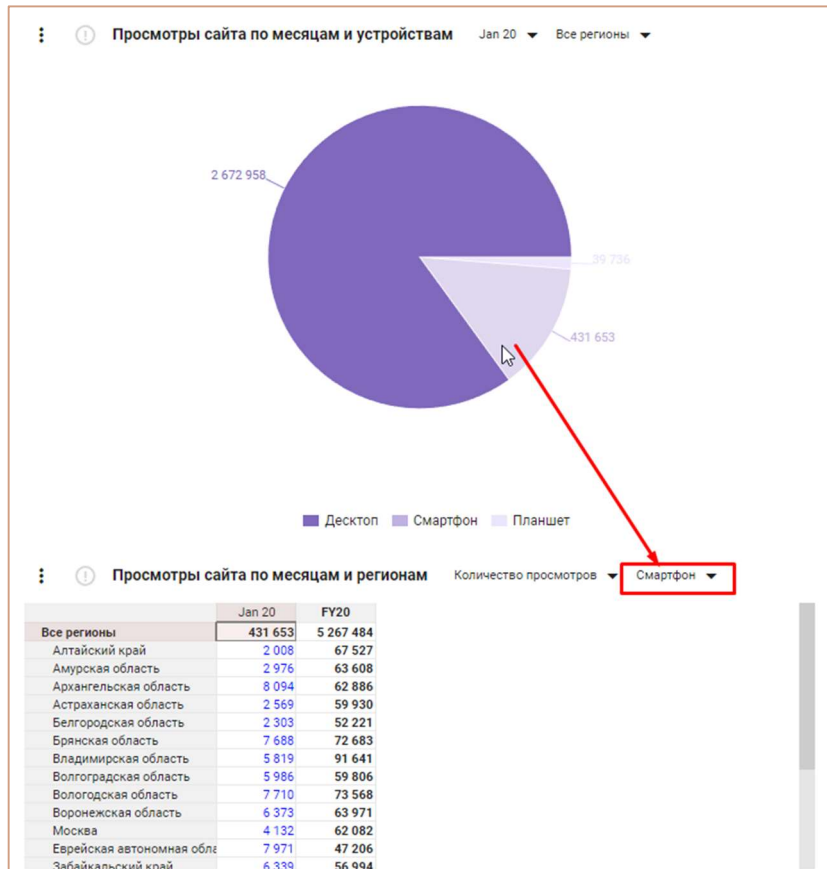 Просмотры сайта по месяцам и устройствам Jan 20 Все регионы
2 672 958
39 736
431 653
Десктоп Смартфон Планшет
Просмотры сайта по месяцам и регионам Количество просмотров Смартфон
Jan 20 FY20
Все регионы 431 653 5 267 484
Алтайский край 2 008 67 527
Амурская область 2 976 63 608
Архангельская область 8 094 62 886
Астраханская область 2 569 59 930
Белгородская область 2 303 52 221
Брянская область 7 688 72 683
Владимирская область 5 819 91 641
Волгоградская область 5 986 59 806
Вологодская область 7 710 73 568
Воронежская область 6 373 63 971
Москва 4 132 62 082
Еврейская автономная обла 7 971 47 206
Забайкальский край 6 339 56 994